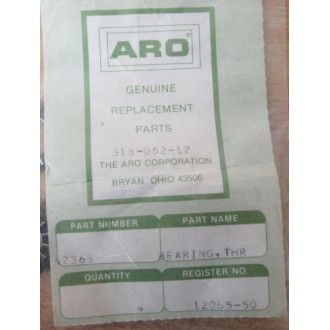 ARO
GENUINE
REPLACEMENT
PARTS
318-052-12
THE ARO CORPORATION
BRYAN, OHIO 43506
PART NUMBER PART NAME
42363 BEARING, THR
QUANTITY REGISTER NO.
4 12065-50